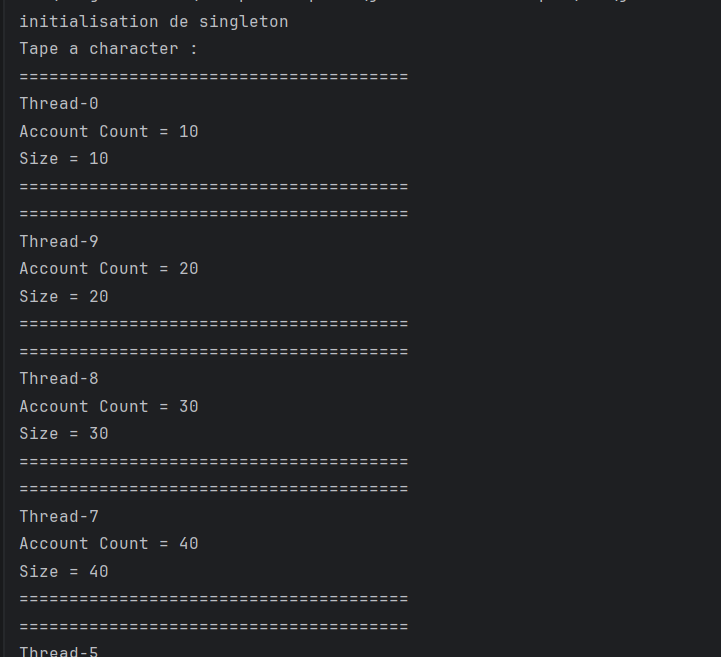 initialisation de singleton
Tape a character :
=======================================
Thread-0
Account Count = 10
Size = 10
=======================================
=======================================
Thread-9
Account Count = 20
Size = 20
=======================================
=======================================
Thread-8
Account Count = 30
Size = 30
=======================================
=======================================
Thread-7
Account Count = 40
Size = 40
=======================================
=======================================
Thread-5